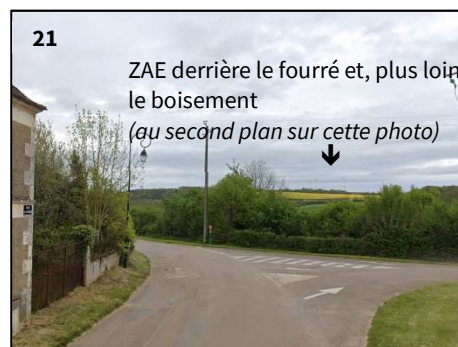 21
ZAE derrière le fourré et, plus loin
le boisement
(au second plan sur cette photo)